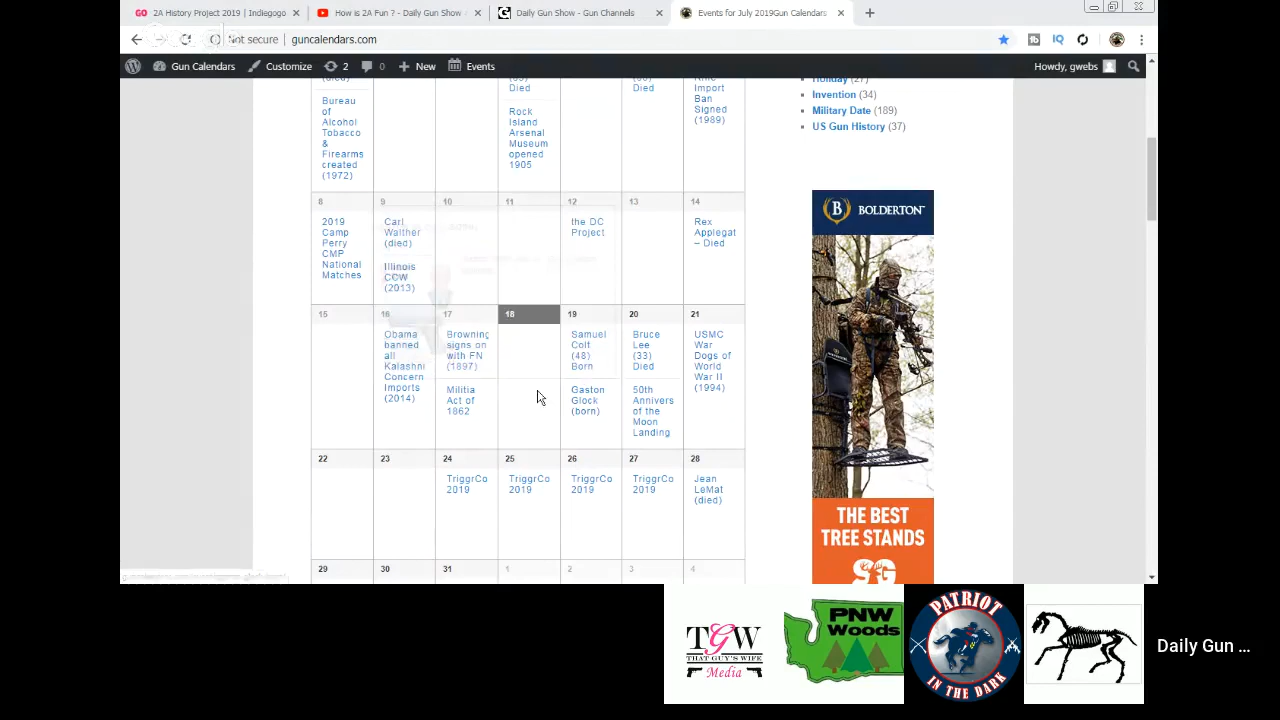 2A History Project 2019 | Indiegogo
How is 2A Fun ? - Daily Gun Show
Daily Gun Show - Gun Channels
Events for July 2019Gun Calendars
Not secure | guncalendars.com
Gun Calendars
Customize
2
0
New
Events
Howdy, gwebs
Bureau
of
Alcohol
Tobacco
&
Firearms
created
(1972)
Died
Rock
Island
Arsenal
Museum
opened
1905
Died
Import
Ban
Signed
(1989)
Holiday (27)
Invention (34)
Military Date (189)
US Gun History (37)
8 9 10 11 12 13 14
2019
Camp
Perry
CMP
National
Matches
Carl
Walther
(died)
Illinois
CCW
(2013)
the DC
Project
Rex
Applegat
– Died
15 16 17 18 19 20 21
Obama
banned
all
Kalashni
Concern
Imports
(2014)
Browning
signs on
with FN
(1897)
Militia
Act of
1862
Samuel
Colt
(48)
Born
Gaston
Glock
(born)
Bruce
Lee
(33)
Died
50th
Annivers
of the
Moon
Landing
USMC
War
Dogs of
World
War II
(1994)
22 23 24 25 26 27 28
TriggrCo
2019
TriggrCo
2019
TriggrCo
2019
TriggrCo
2019
Jean
LeMat
(died)
29 30 31 1 2 3 4
B BOLDERTON
THE BEST
TREE STANDS
SG
TGW
THAT GUY'S WIFE
Media
PNW
Woods
PATRIOT
IN THE DARK
Daily Gun ...